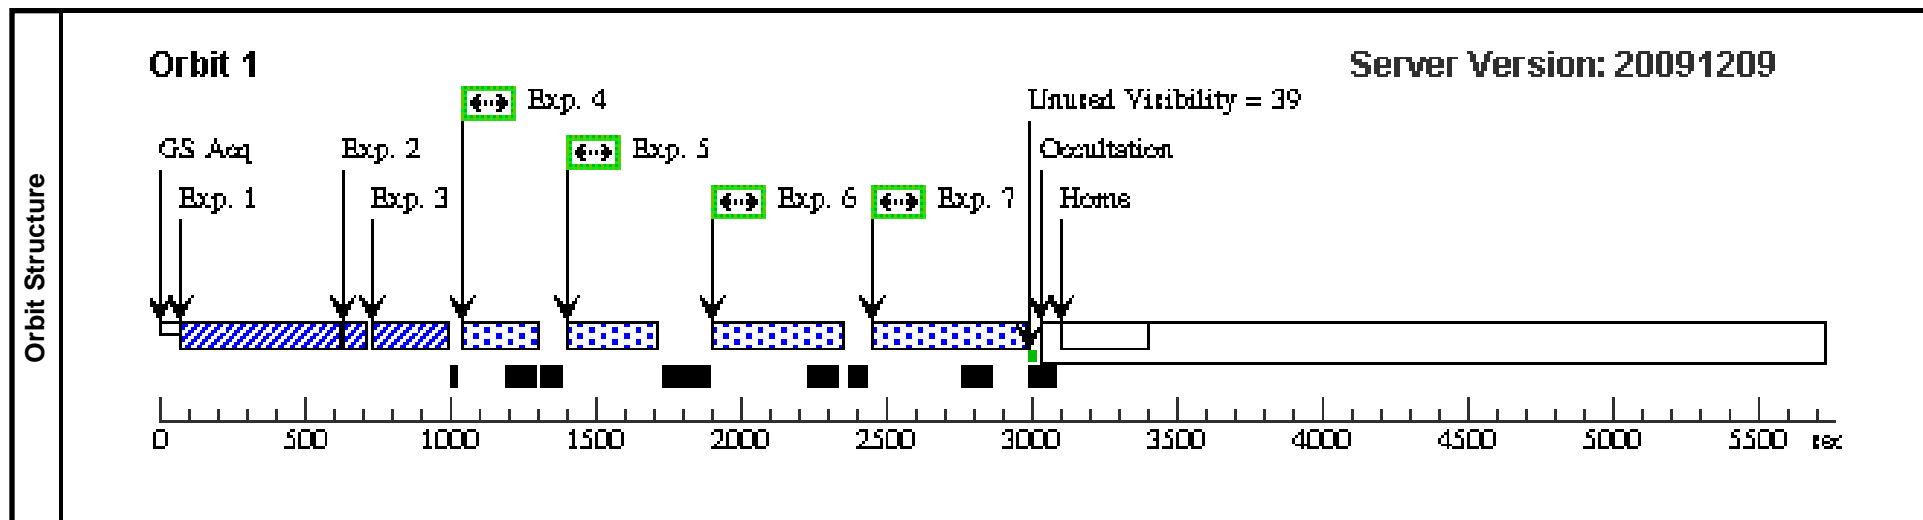 Orbit Structure
Orbit 1
Server Version: 20091209
Exp. 4
Unused Visibility = 39
GS Acq
Exp. 2
Exp. 5
Occultation
Exp. 1
Exp. 3
Exp. 6
Exp. 7
Home
0 500 1000 1500 2000 2500 3000 3500 4000 4500 5000 5500 sec